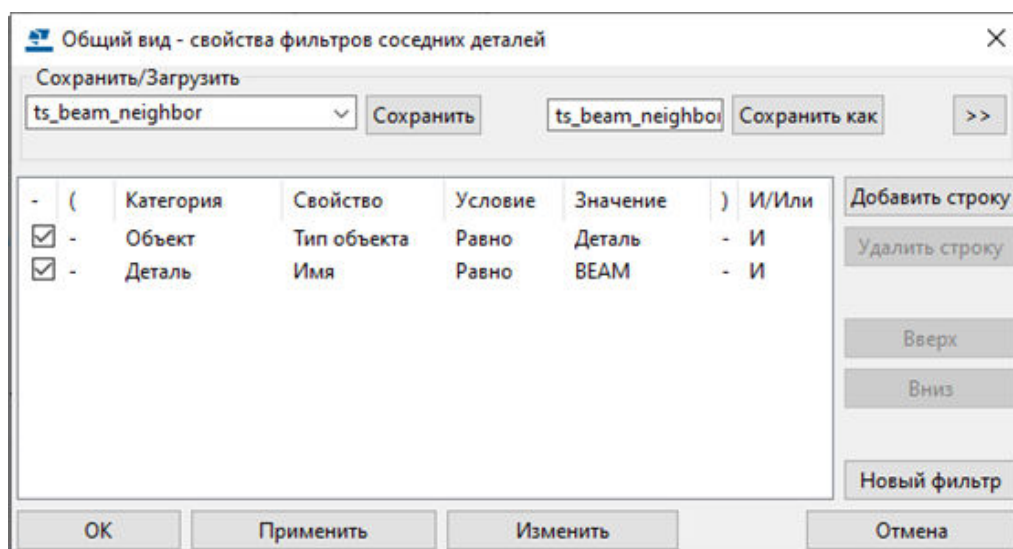 Общий вид - свойства фильтров соседних деталей
Сохранить/Загрузить
ts_beam_neighbor Сохранить ts_beam_neighbor Сохранить как >>
- ( Категория Свойство Условие Значение ) И/Или Добавить строку
- Объект Тип объекта Равно Деталь - И Удалить строку
- Деталь Имя Равно BEAM - И
Вверх
Вниз
Новый фильтр
OK Применить Изменить Отмена